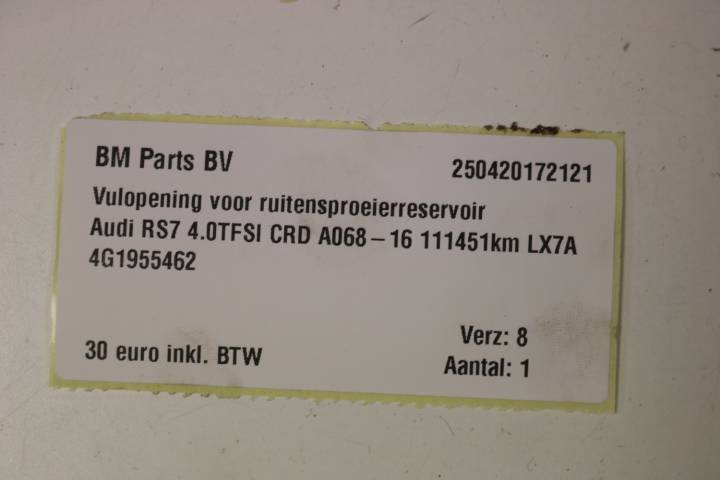 BM Parts BV
250420172121
Vulopening voor ruitensproeierreservoir
Audi RS7 4.0TFSI CRD A068 – 16 111451km LX7A
4G1955462
Verz: 8
30 euro inkl. BTW
Aantal: 1